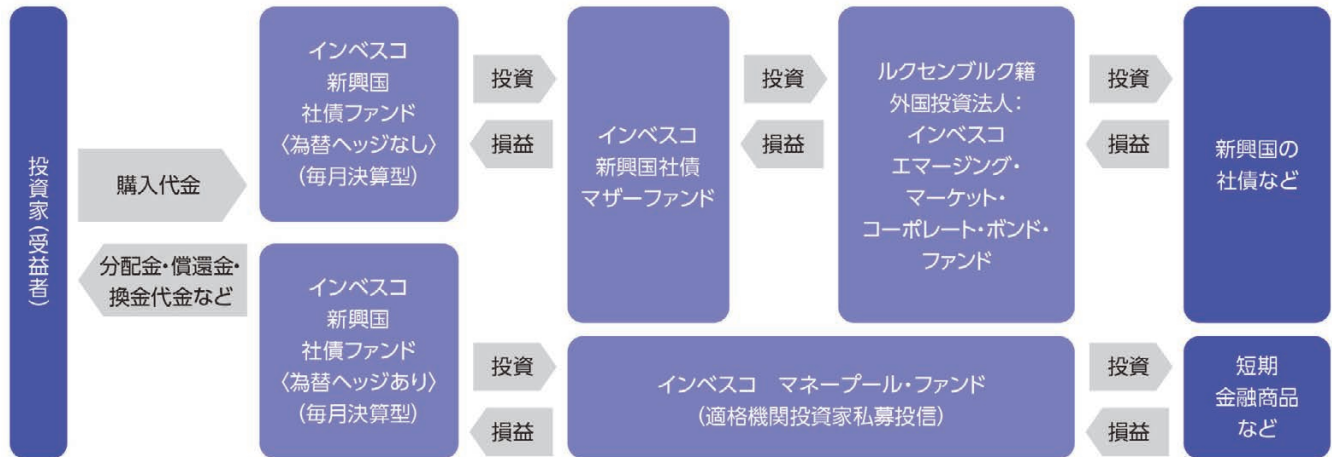 投資家(受益者)
購入代金
分配金・償還金・
換金代金など
インベスコ
新興国
社債ファンド
〈為替ヘッジなし〉
(毎月決算型)
インベスコ
新興国
社債ファンド
〈為替ヘッジあり〉
(毎月決算型)
投資
損益
インベスコ
新興国社債
マザーファンド
投資
損益
ルクセンブルク籍
外国投資法人:
インベスコ
エマージング・
マーケット・
コーポレート・ボンド・
ファンド
投資
損益
新興国の
社債など
投資
損益
インベスコ　マネープール・ファンド
(適格機関投資家私募投信)
投資
損益
短期
金融商品
など